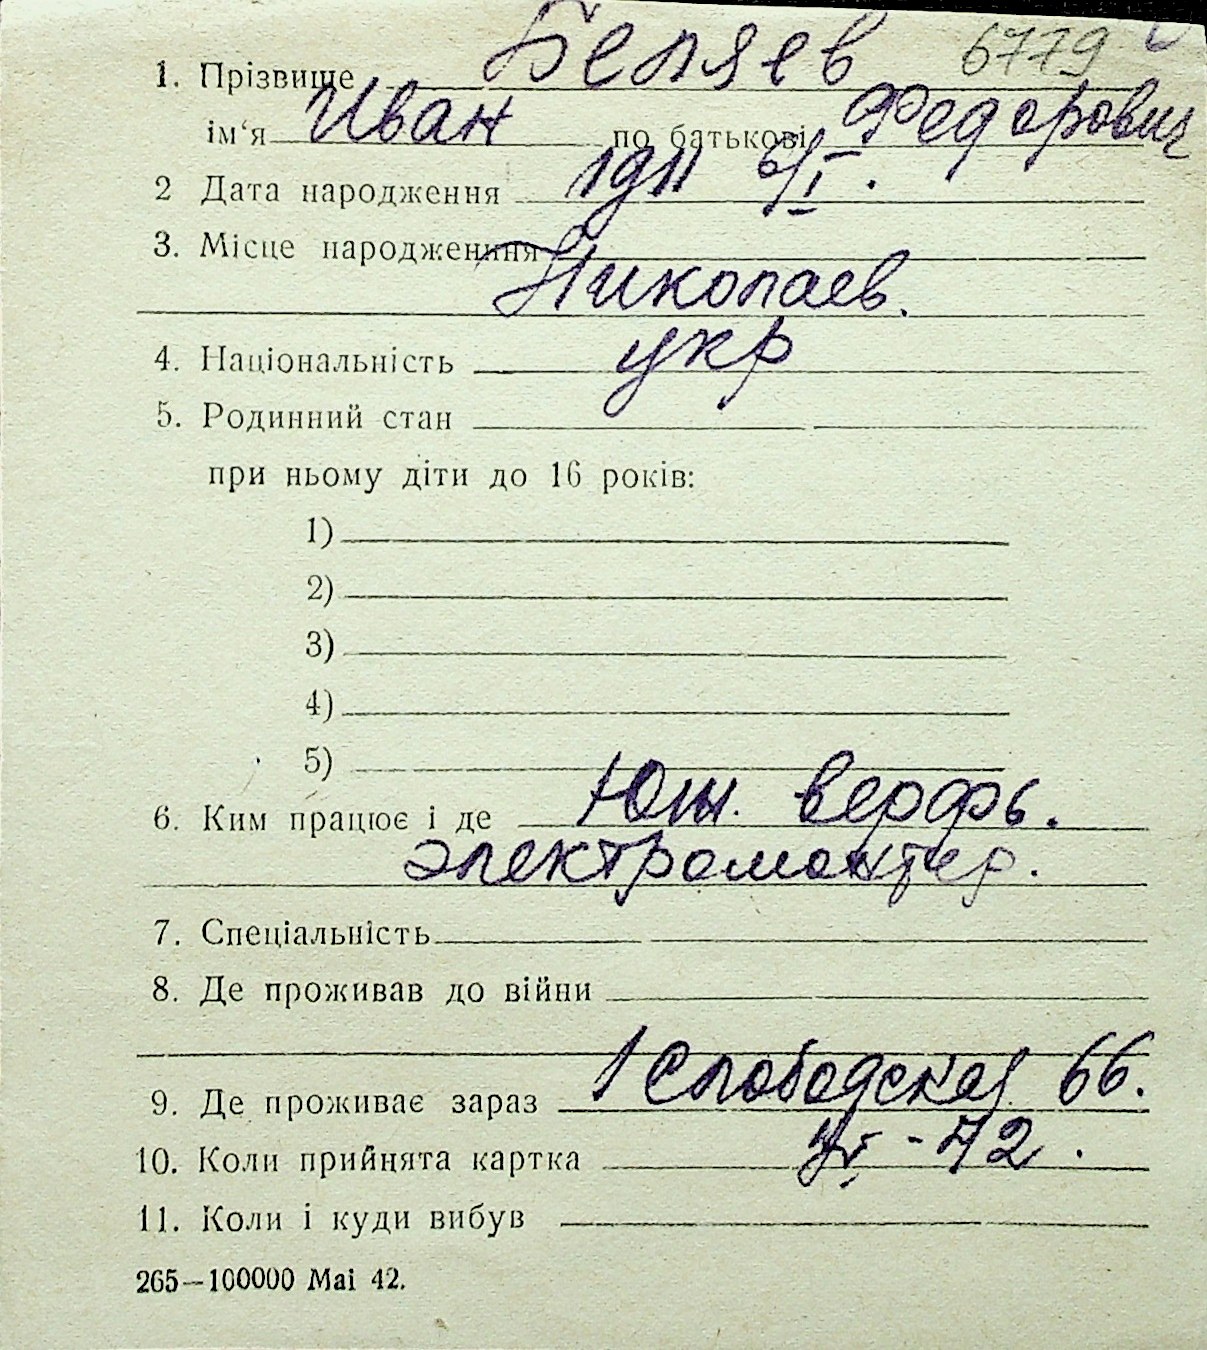 6779
1. Прізвище Беляев
ім‘я Иван по батькові Федорович
2 Дата народження 1911 6/I.
3. Місце народження
Николаев.
4. Національність укр
5. Родинний стан
при ньому діти до 16 років:
1)
2)
3)
4)
5)
6. Ким працює і де Юж. верфь.
электромонтер.
7. Спеціальність
8. Де проживав до війни
9. Де проживає зараз 1 Слободская 66.
10. Коли прийнята картка -42.
11. Коли і куди вибув
265—100000 Mai 42.